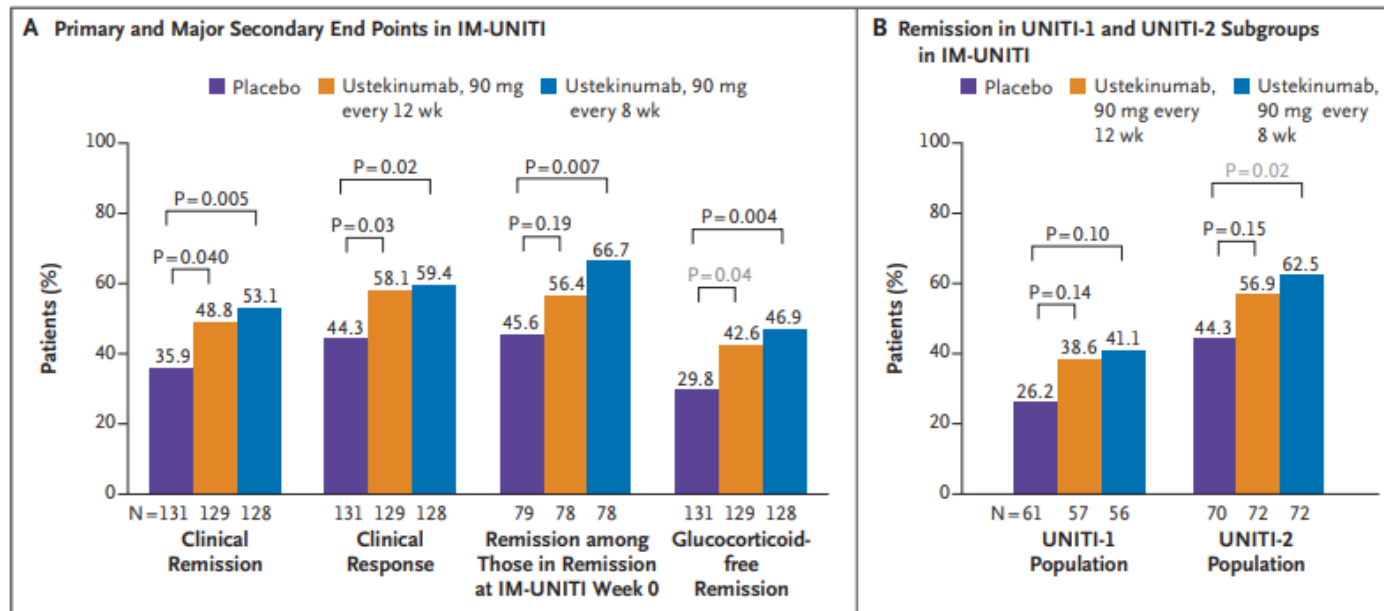 A Primary and Major Secondary End Points in IM-UNITI
Placebo
Ustekinumab, 90 mg
every 12 wk
Ustekinumab, 90 mg
every 8 wk
Patients (%)
100
80
60
40
20
0
P=0.005
P=0.040
35.9
48.8
53.1
P=0.02
P=0.03
44.3
58.1
59.4
P=0.007
P=0.19
45.6
56.4
66.7
P=0.004
P=0.04
29.8
42.6
46.9
N=131 129 128
131 129 128
79 78 78
131 129 128
Clinical
Remission
Clinical
Response
Remission among
Those in Remission
at IM-UNITI Week 0
Glucocorticoid-
free
Remission
B Remission in UNITI-1 and UNITI-2 Subgroups
in IM-UNITI
Placebo
Ustekinumab,
90 mg every
12 wk
Ustekinumab,
90 mg every
8 wk
Patients (%)
100
80
60
40
20
0
P=0.10
P=0.14
26.2
38.6
41.1
P=0.02
P=0.15
44.3
56.9
62.5
N=61 57 56
70 72 72
UNITI-1
Population
UNITI-2
Population